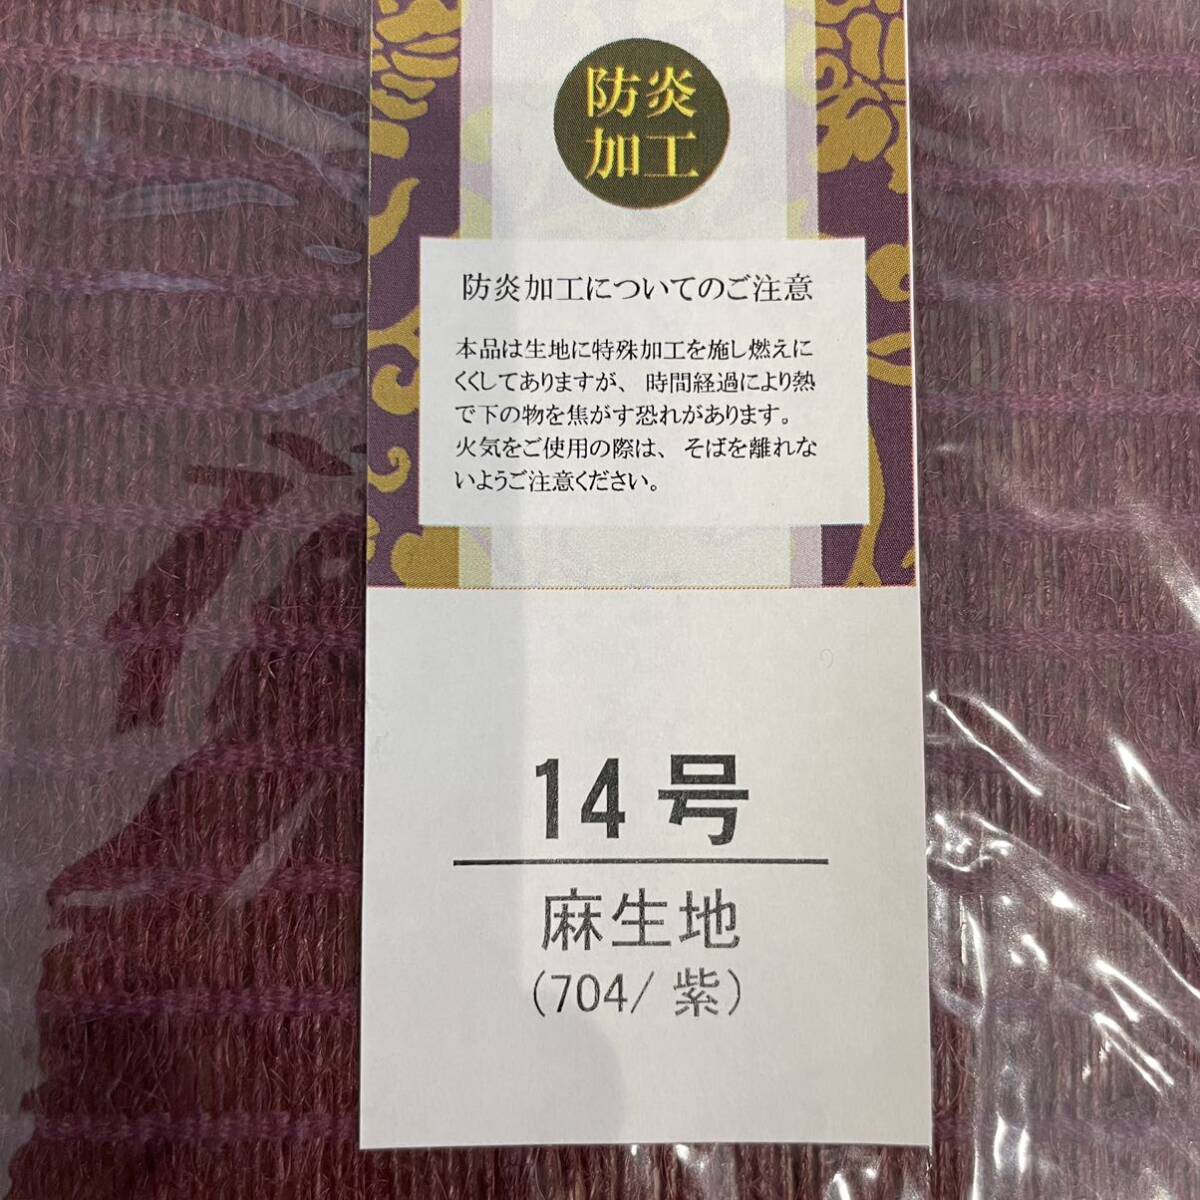 防炎
加工
防炎加工についてのご注意
本品は生地に特殊加工を施し燃えに
くくしてありますが、時間経過により熱
で下の物を焦がす恐れがあります。
火気をご使用の際は、そばを離れな
いようご注意ください。
14号
麻生地
(704/紫)